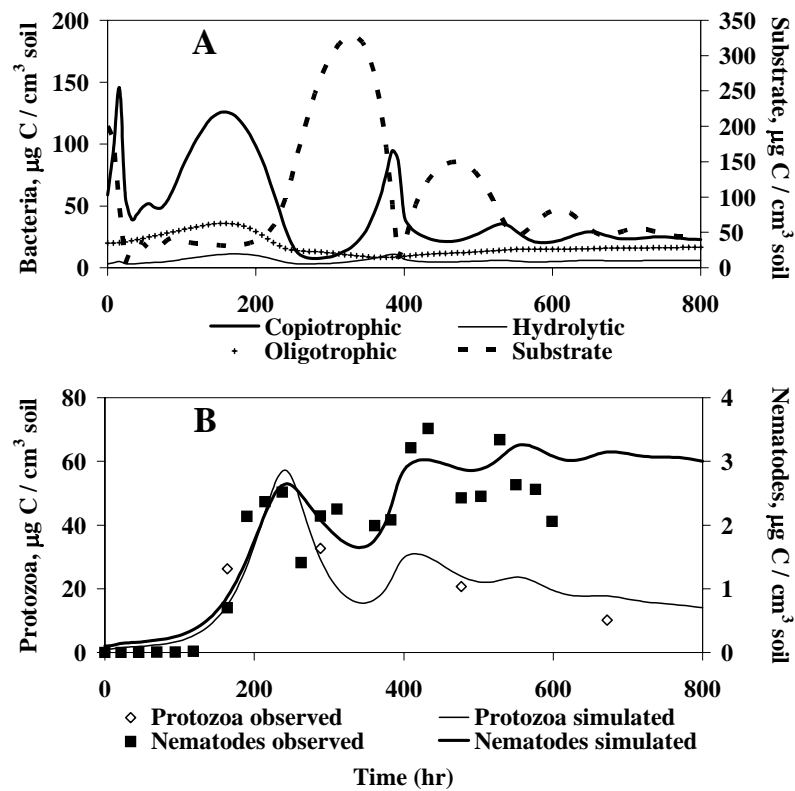 A
Bacteria, µg C / cm³ soil
200
150
100
50
0
Substrate, µg C / cm³ soil
350
300
250
200
150
100
50
0
0 200 400 600 800
Copiotrophic Hydrolytic
Oligotrophic Substrate
B
Protozoa, µg C / cm³ soil
80
60
40
20
0
Nematodes, µg C / cm³ soil
4
3
2
1
0
0 200 400 600 800
Protozoa observed Protozoa simulated
Nematodes observed Nematodes simulated
Time (hr)